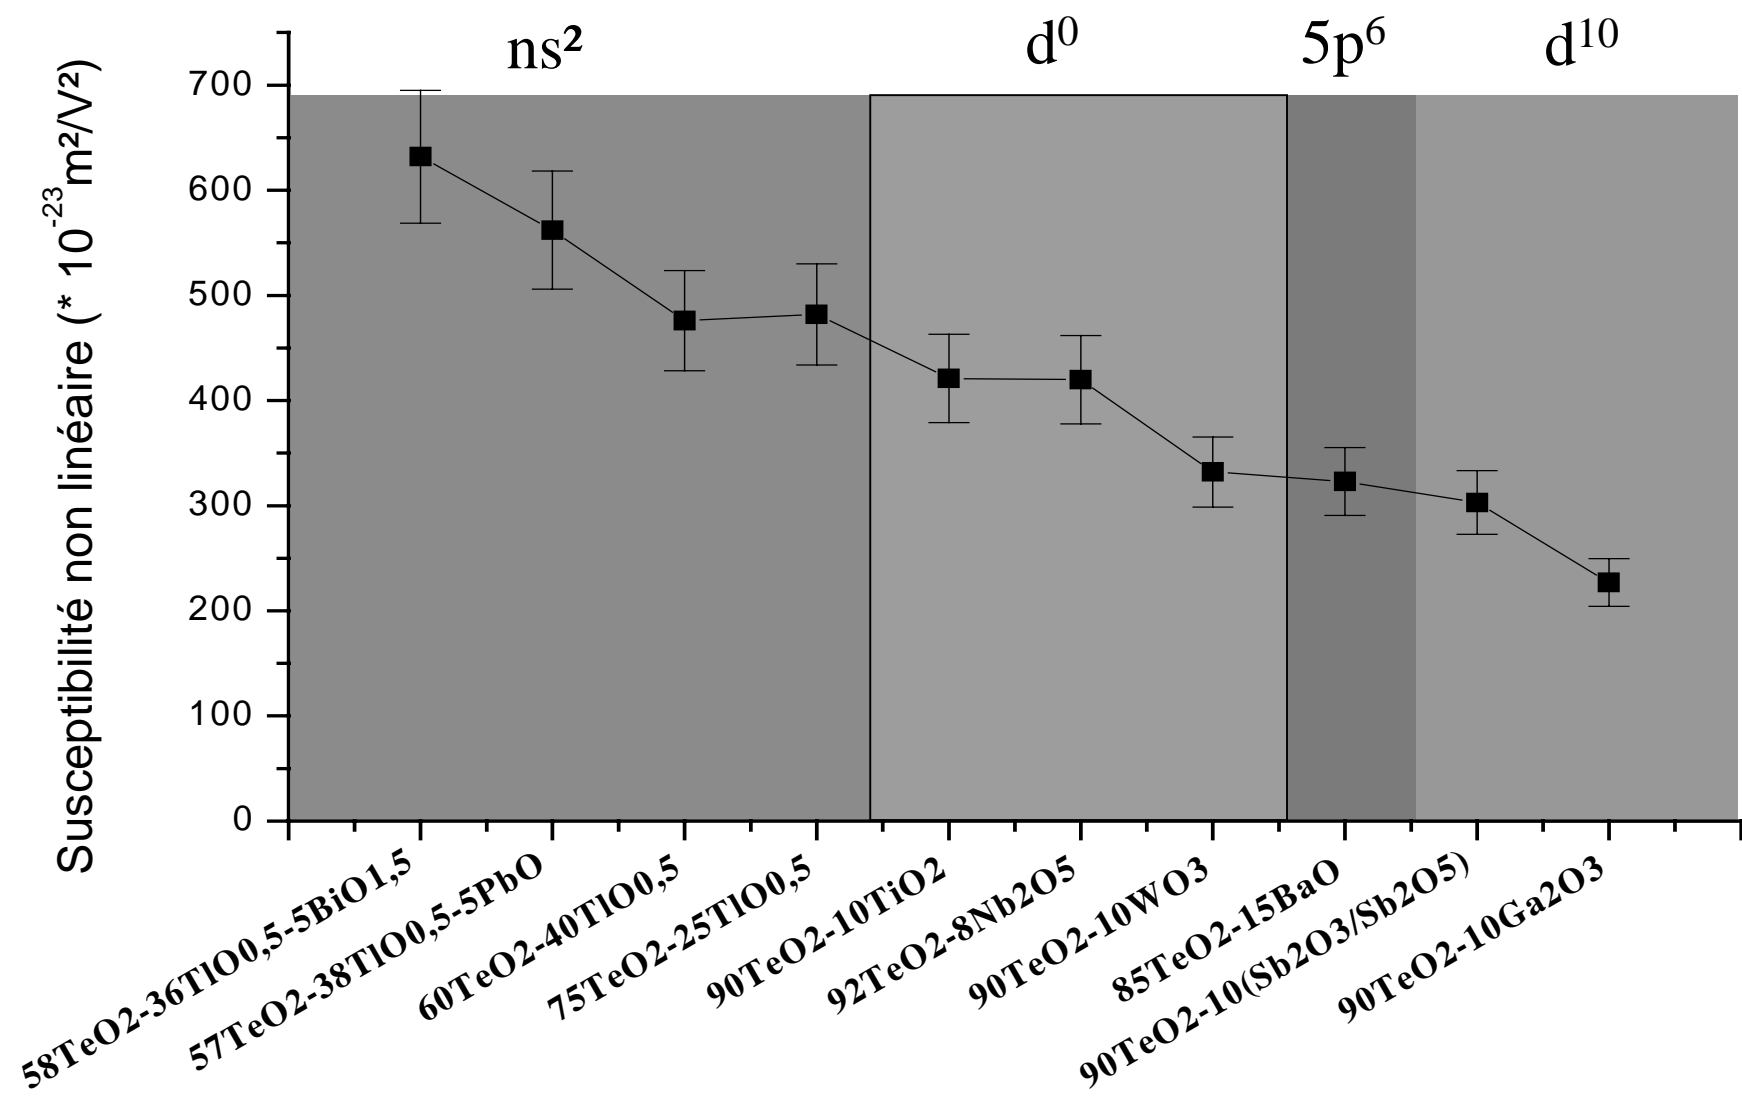 ns²
d⁰
5p⁶
d¹⁰
Susceptibilité non linéaire (* 10⁻²³m²/V²)
700
600
500
400
300
200
100
0
58TeO2-36TlO0,5-5BiO1,5
57TeO2-38TlO0,5-5PbO
60TeO2-40TlO0,5
75TeO2-25TlO0,5
90TeO2-10TiO2
92TeO2-8Nb2O5
90TeO2-10WO3
85TeO2-15BaO
90TeO2-10(Sb2O3/Sb2O5)
90TeO2-10Ga2O3